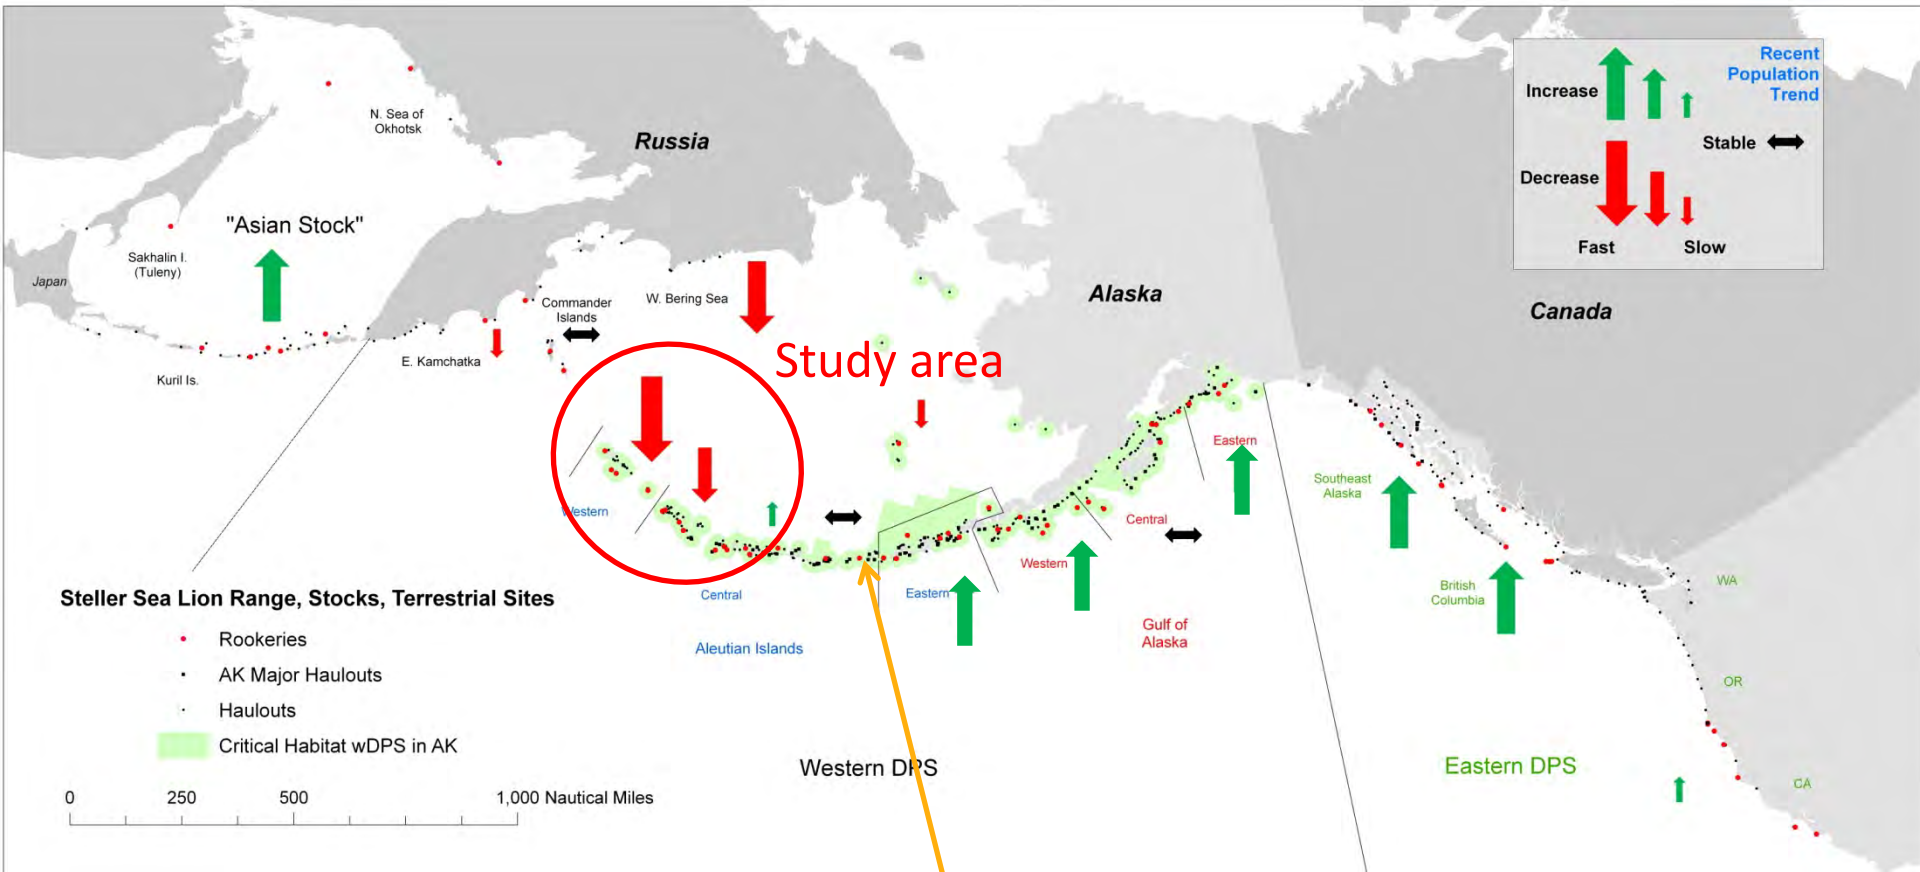 Recent
Population
Trend
Increase
Stable
Decrease
Fast
Slow
N. Sea of
Okhotsk
Russia
"Asian Stock"
Sakhalin I.
(Tuleny)
Japan
Commander
Islands
W. Bering Sea
Alaska
Canada
E. Kamchatka
Kuril Is.
Study area
Eastern
Southeast
Alaska
Western
Central
Western
British
Columbia
WA
Central
Eastern
Gulf of
Alaska
Aleutian Islands
OR
Western DPS
Eastern DPS
CA
Steller Sea Lion Range, Stocks, Terrestrial Sites
Rookeries
AK Major Haulouts
Haulouts
Critical Habitat wDPS in AK
0 250 500 1,000 Nautical Miles